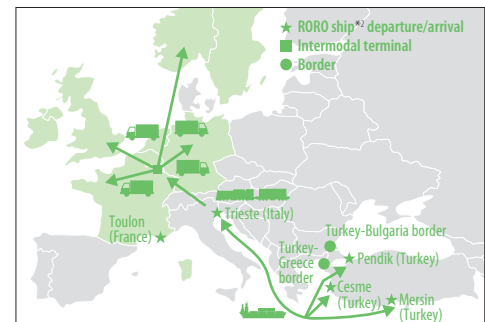 ★ RORO ship*2 departure/arrival
■ Intermodal terminal
● Border
Toulon
(France)
Trieste (Italy)
Turkey-Bulgaria border
Turkey-
Greece
border
Pendik (Turkey)
Cesme
(Turkey)
Mersin
(Turkey)